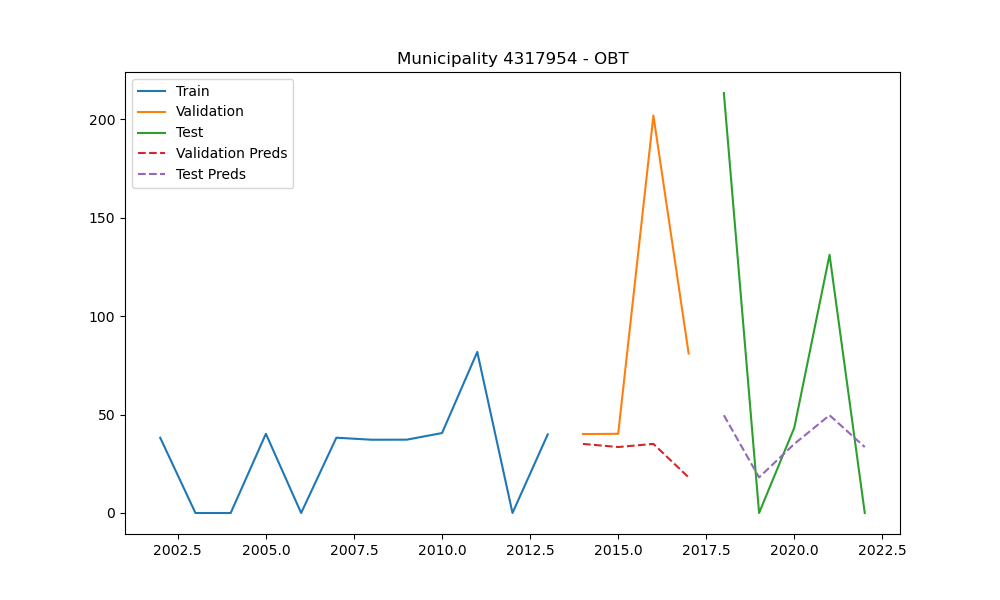 Municipality 4317954 - OBT
Train
Validation
Test
Validation Preds
Test Preds
200
150
100
50
0
2002.5 2005.0 2007.5 2010.0 2012.5 2015.0 2017.5 2020.0 2022.5